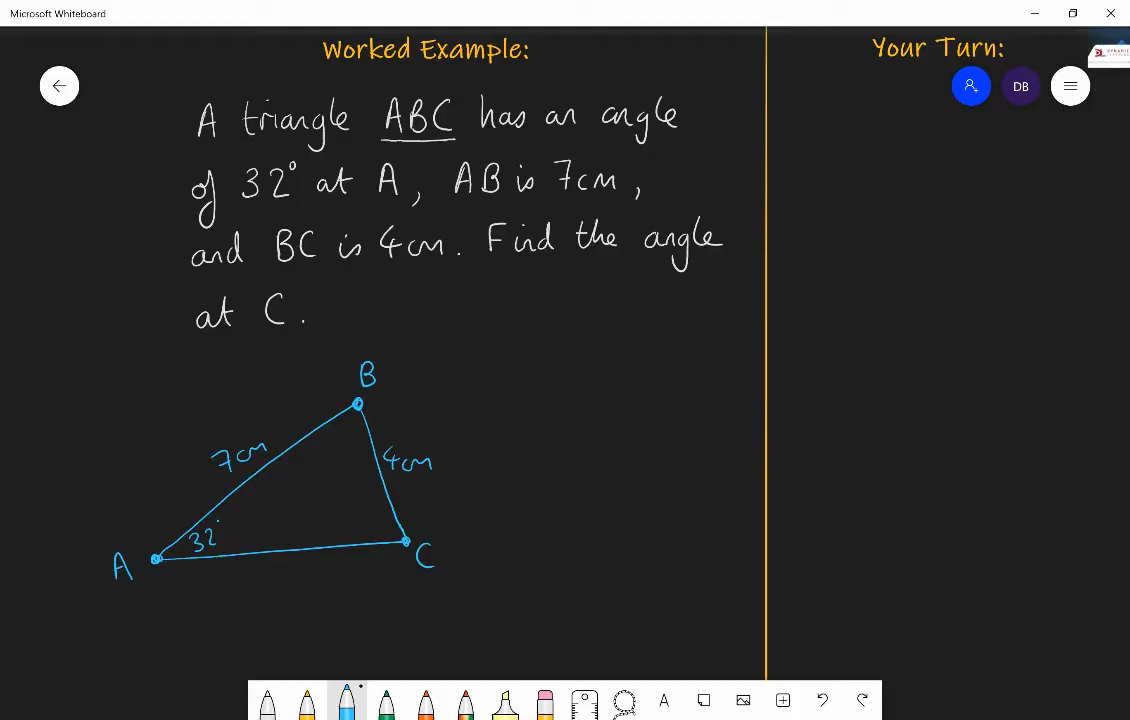 Microsoft Whiteboard
Worked Example:
Your Turn:
DB
A triangle ABC has an angle
of 32° at A, AB is 7cm,
and BC is 4cm. Find the angle
at C.
B
7cm
4cm
32°
A
C
A